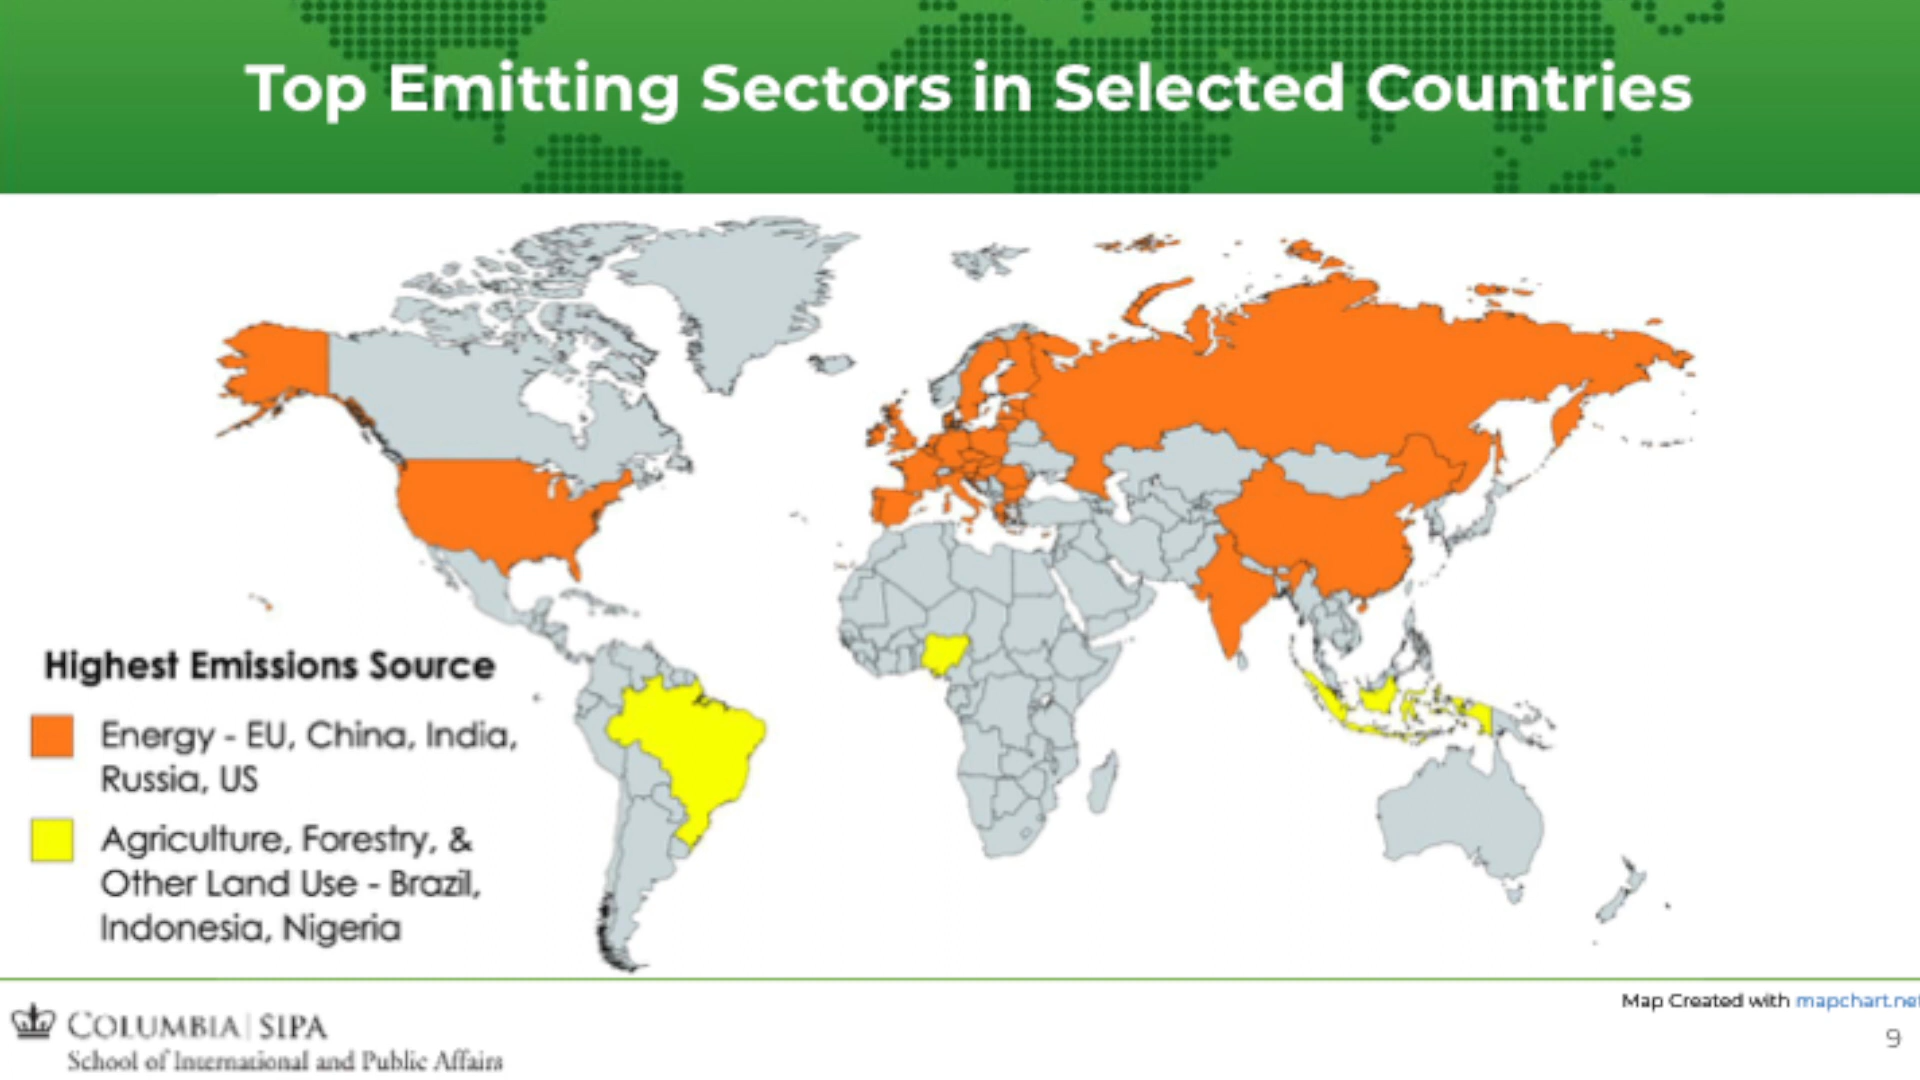 Top Emitting Sectors in Selected Countries
Highest Emissions Source
Energy - EU, China, India,
Russia, US
Agriculture, Forestry, &
Other Land Use - Brazil,
Indonesia, Nigeria
Map Created with mapchart.net
COLUMBIA | SIPA
School of International and Public Affairs
9